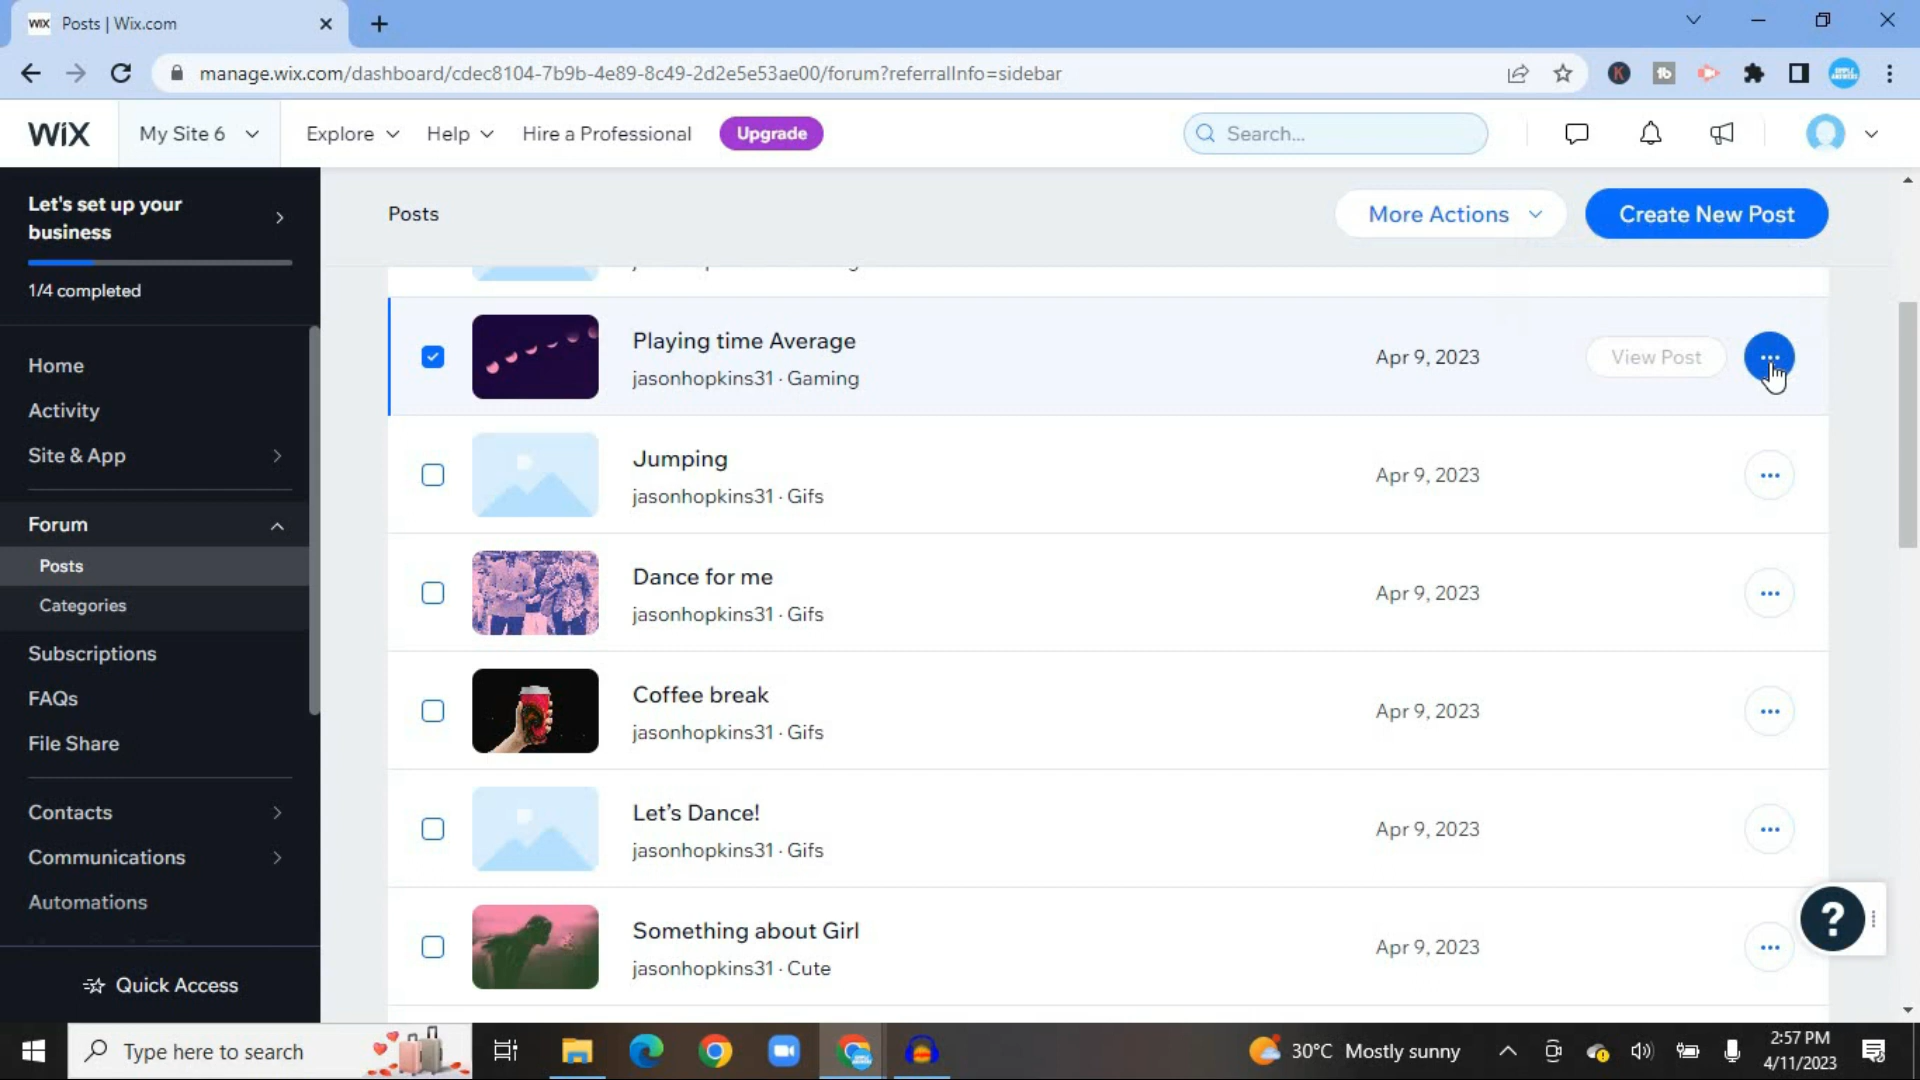 WIX Posts | Wix.com
manage.wix.com/dashboard/cdec8104-7b9b-4e89-8c49-2d2e5e53ae00/forum?referralInfo=sidebar
K tb
WiX My Site 6 Explore Help Hire a Professional Upgrade Search...
Let's set up your
business
1/4 completed
Home
Activity
Site & App
Forum
Posts
Categories
Subscriptions
FAQs
File Share
Contacts
Communications
Automations
Quick Access
Posts More Actions Create New Post
Playing time Average
jasonhopkins31 · Gaming
Apr 9, 2023 View Post
Jumping
jasonhopkins31 · Gifs
Apr 9, 2023
Dance for me
jasonhopkins31 · Gifs
Apr 9, 2023
Coffee break
jasonhopkins31 · Gifs
Apr 9, 2023
Let’s Dance!
jasonhopkins31 · Gifs
Apr 9, 2023
Something about Girl
jasonhopkins31 · Cute
Apr 9, 2023
?
Type here to search
30°C Mostly sunny
2:57 PM
4/11/2023